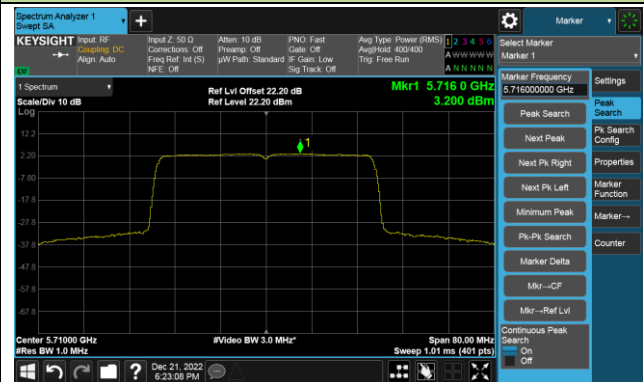 Spectrum Analyzer 1
Swept SA
Marker
KEYSIGHT
Input: RF
Coupling: DC
Align: Auto
Input Z: 50 Ω
Corrections: Off
Freq Ref: Int (S)
NFE: Off
Atten: 10 dB
Preamp: Off
µW Path: Standard
PNO: Fast
Gate: Off
IF Gain: Low
Sig Track: Off
Avg Type: Power (RMS)
Avg|Hold: 400/400
Trig: Free Run
1 2 3 4 5 6
A W W W W W
A N N N N N
LXI
Select Marker
Marker 1
1 Spectrum
Scale/Div 10 dB
Log
Ref Lvl Offset 22.20 dB
Ref Level 22.20 dBm
Mkr1 5.716 0 GHz
3.200 dBm
12.2
2.20
-7.80
-17.8
-27.8
-37.8
-47.8
-57.8
-67.8
1
Center 5.71000 GHz
#Res BW 1.0 MHz
#Video BW 3.0 MHz*
Span 80.00 MHz
Sweep 1.01 ms (401 pts)
Marker Frequency
5.716000000 GHz
Peak Search
Next Peak
Next Pk Right
Next Pk Left
Minimum Peak
Pk-Pk Search
Marker Delta
Mkr→CF
Mkr→Ref Lvl
Continuous Peak
Search
On
Off
Settings
Peak
Search
Pk Search
Config
Properties
Marker
Function
Marker→
Counter
?
Dec 21, 2022
6:23:08 PM